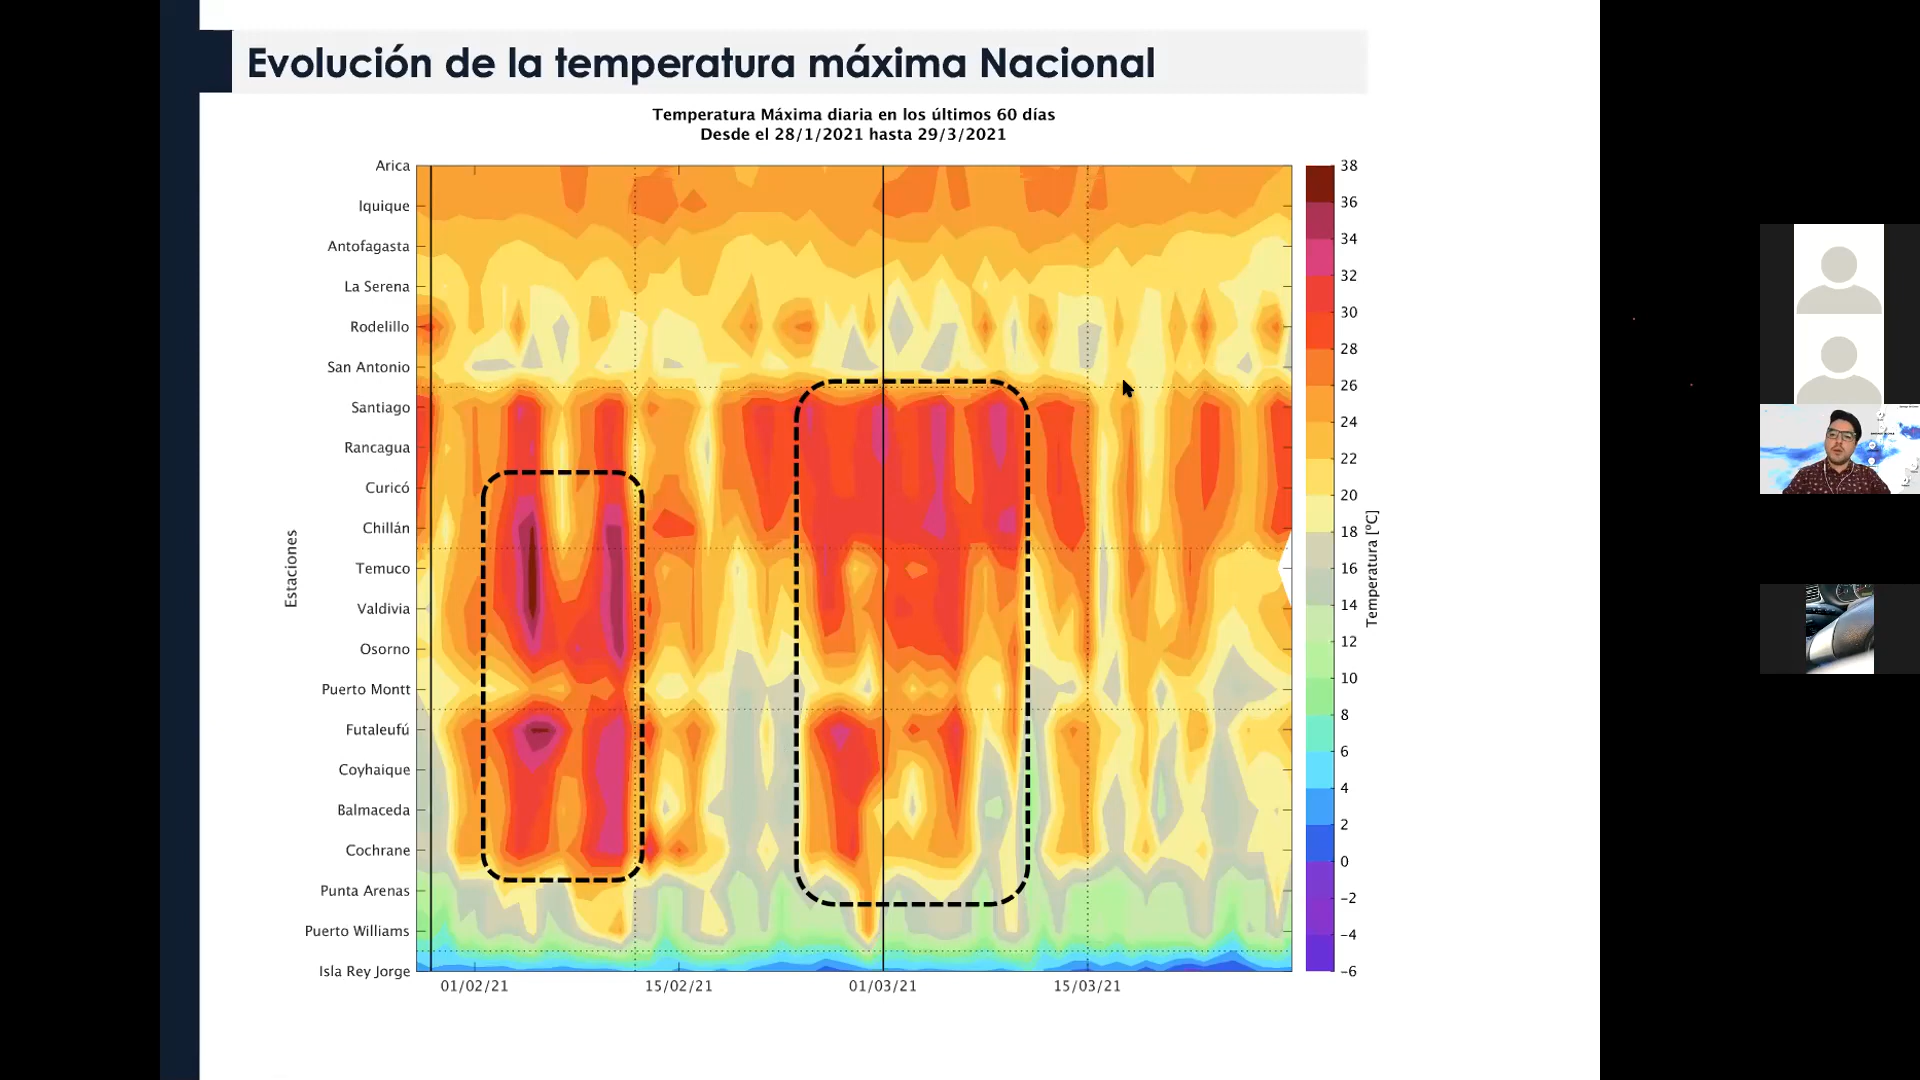 Evolución de la temperatura máxima Nacional
Temperatura Máxima diaria en los últimos 60 días
Desde el 28/1/2021 hasta 29/3/2021
Estaciones
Arica
Iquique
Antofagasta
La Serena
Rodelillo
San Antonio
Santiago
Rancagua
Curicó
Chillán
Temuco
Valdivia
Osorno
Puerto Montt
Futaleufú
Coyhaique
Balmaceda
Cochrane
Punta Arenas
Puerto Williams
Isla Rey Jorge
01/02/21 15/02/21 01/03/21 15/03/21
38
36
34
32
30
28
26
24
22
20
18
16
14
12
10
8
6
4
2
0
−2
−4
−6
Temperatura [ºC]